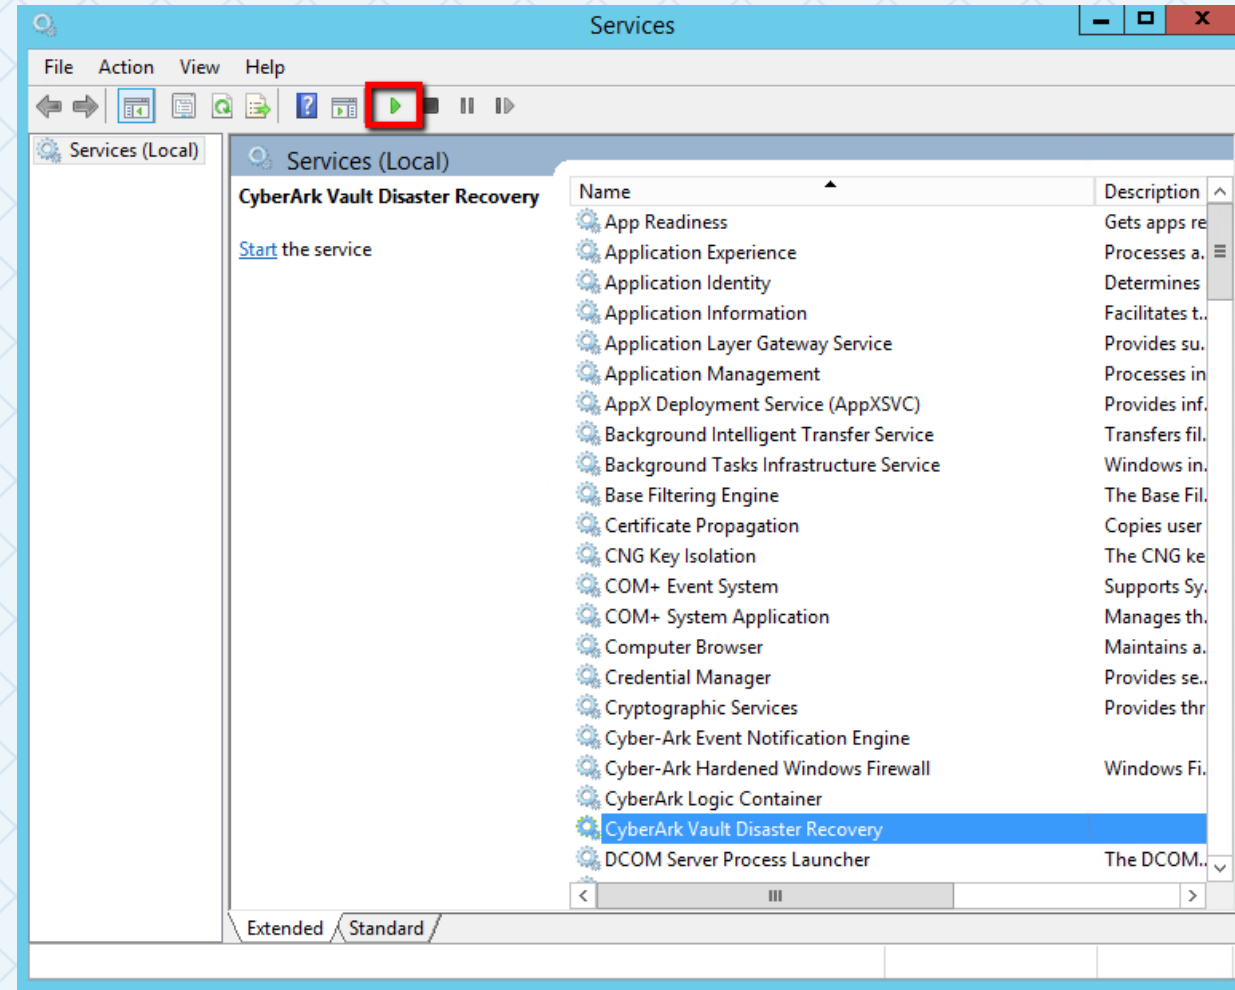 Services
File Action View Help
Services (Local)
Services (Local)
CyberArk Vault Disaster Recovery
Start the service
Name Description
App Readiness Gets apps re
Application Experience Processes a.
Application Identity Determines
Application Information Facilitates t..
Application Layer Gateway Service Provides su.
Application Management Processes in
AppX Deployment Service (AppXSVC) Provides inf.
Background Intelligent Transfer Service Transfers fil.
Background Tasks Infrastructure Service Windows in.
Base Filtering Engine The Base Fil.
Certificate Propagation Copies user
CNG Key Isolation The CNG ke
COM+ Event System Supports Sy.
COM+ System Application Manages th.
Computer Browser Maintains a.
Credential Manager Provides se..
Cryptographic Services Provides thr
Cyber-Ark Event Notification Engine
Cyber-Ark Hardened Windows Firewall Windows Fi.
CyberArk Logic Container
CyberArk Vault Disaster Recovery
DCOM Server Process Launcher The DCOM..
Extended Standard